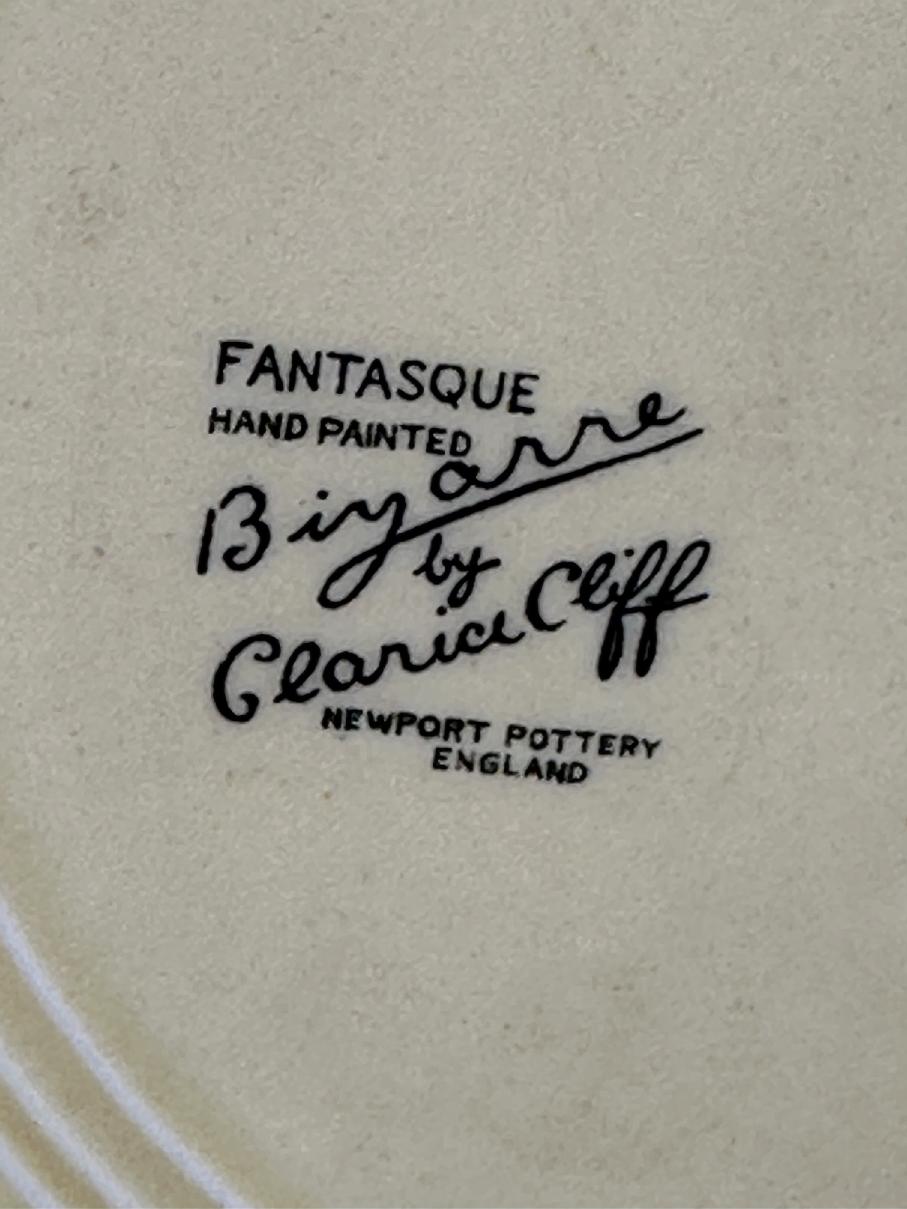 FANTASQUE
HAND PAINTED
Bizarre
by
Clarice Cliff
NEWPORT POTTERY
ENGLAND